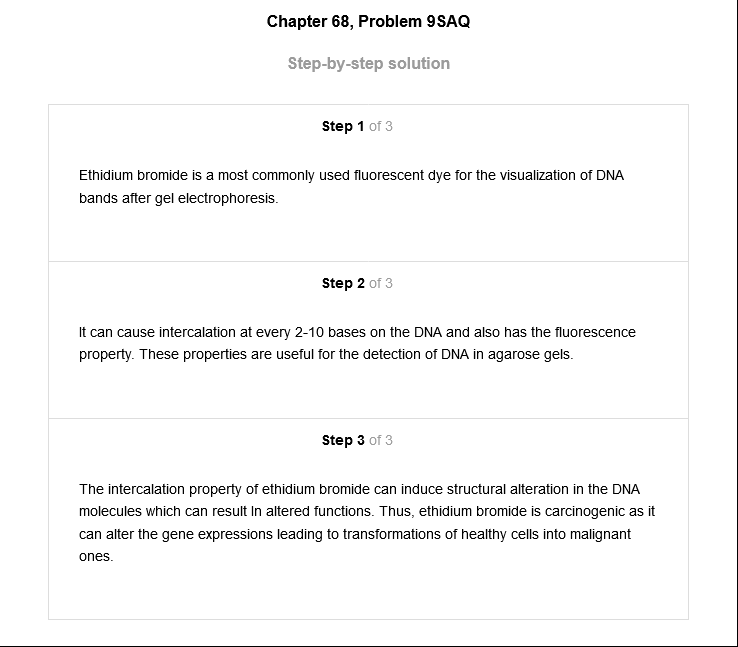 Chapter 68, Problem 9SAQ
Step-by-step solution
Step 1 of 3
Ethidium bromide is a most commonly used fluorescent dye for the visualization of DNA
bands after gel electrophoresis.
Step 2 of 3
It can cause intercalation at every 2-10 bases on the DNA and also has the fluorescence
property. These properties are useful for the detection of DNA in agarose gels.
Step 3 of 3
The intercalation property of ethidium bromide can induce structural alteration in the DNA
molecules which can result In altered functions. Thus, ethidium bromide is carcinogenic as it
can alter the gene expressions leading to transformations of healthy cells into malignant
ones.